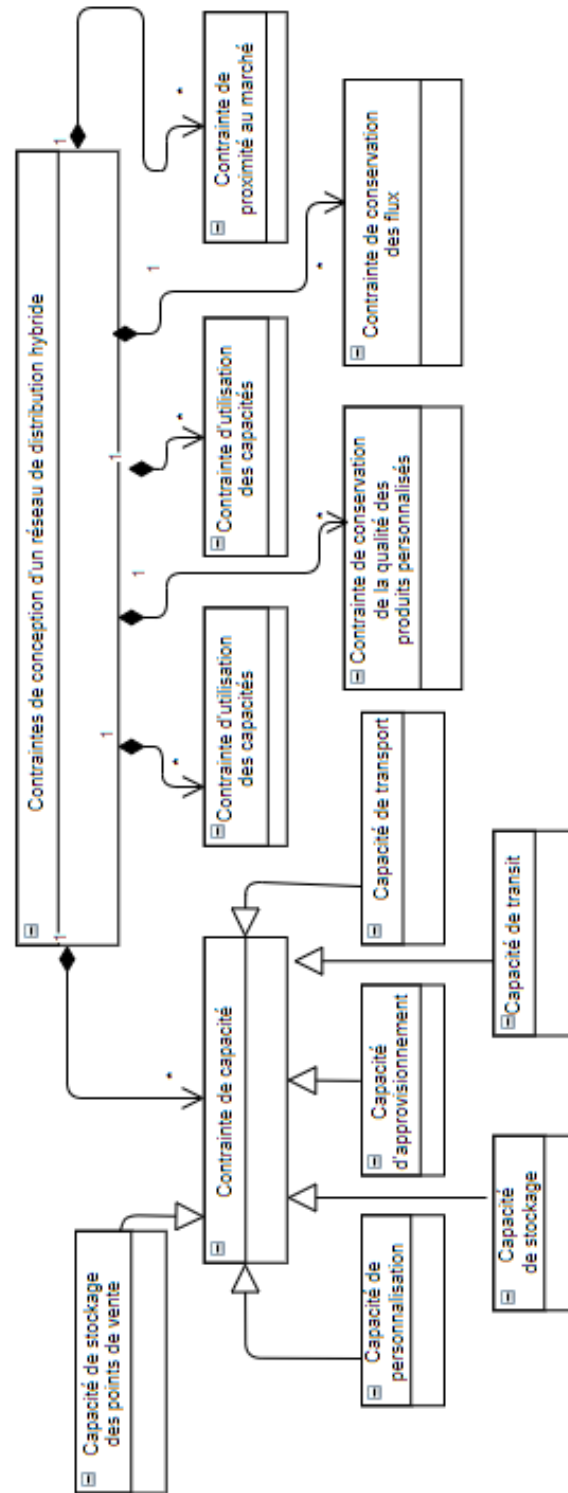 Contraintes de conception d'un réseau de distribution hybride
1
1
Capacité de stockage
des points de vente
1
1
1
1
*
*
*
*
Contrainte de capacité
Contrainte d'utilisation
des capacités
Contrainte d'utilisation
des capacités
Contrainte de
proximité au marché
*
*
Capacité de
personnalisation
Capacité
d'approvisionnement
Capacité de transport
Contrainte de conservation
de la qualité des
produits personnalisés
Contrainte de conservation
des flux
Capacité
de stockage
Capacité de transit